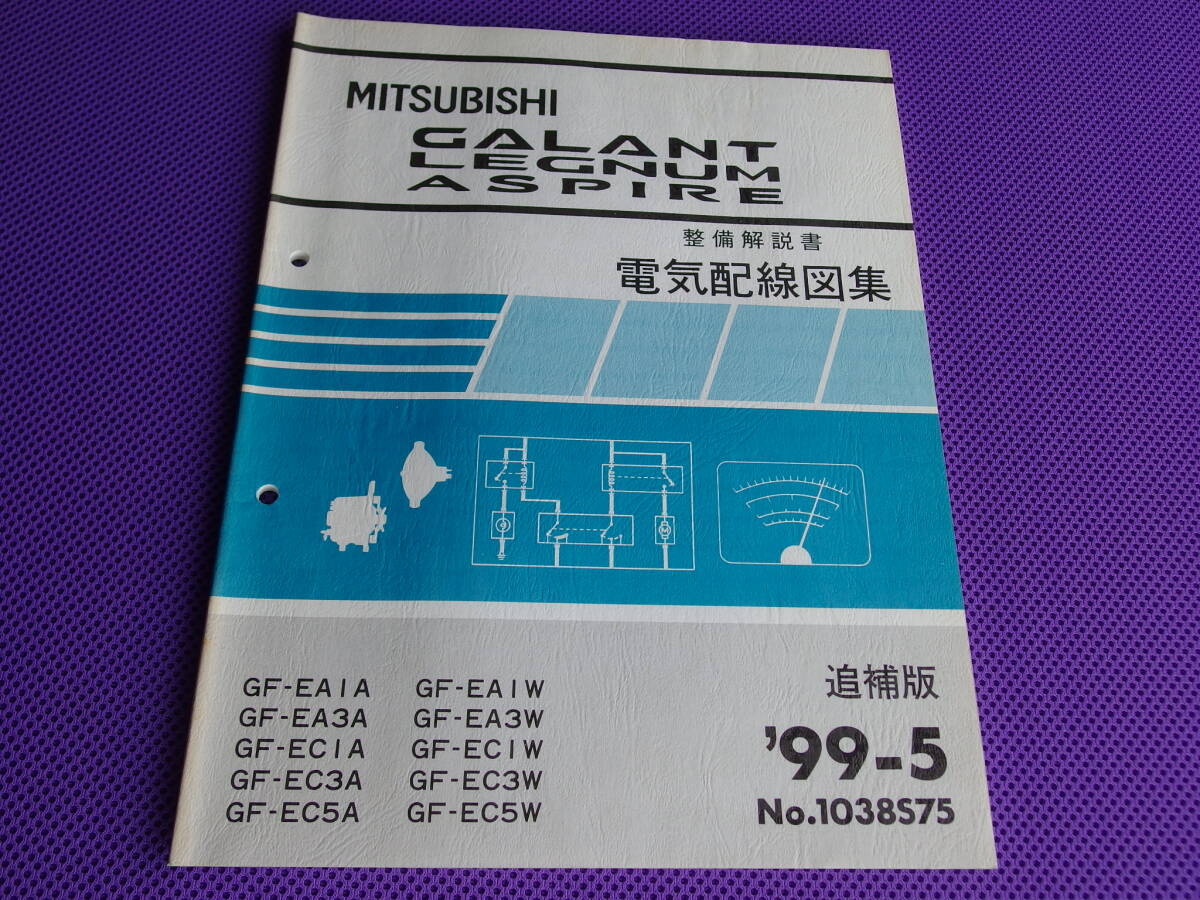 MITSUBISHI
GALANT
LEGNUM
ASPIRE
整備解説書
電気配線図集
M
GF-EA1A GF-EA1W
GF-EA3A GF-EA3W
GF-EC1A GF-EC1W
GF-EC3A GF-EC3W
GF-EC5A GF-EC5W
追補版
'99-5
No.1038S75